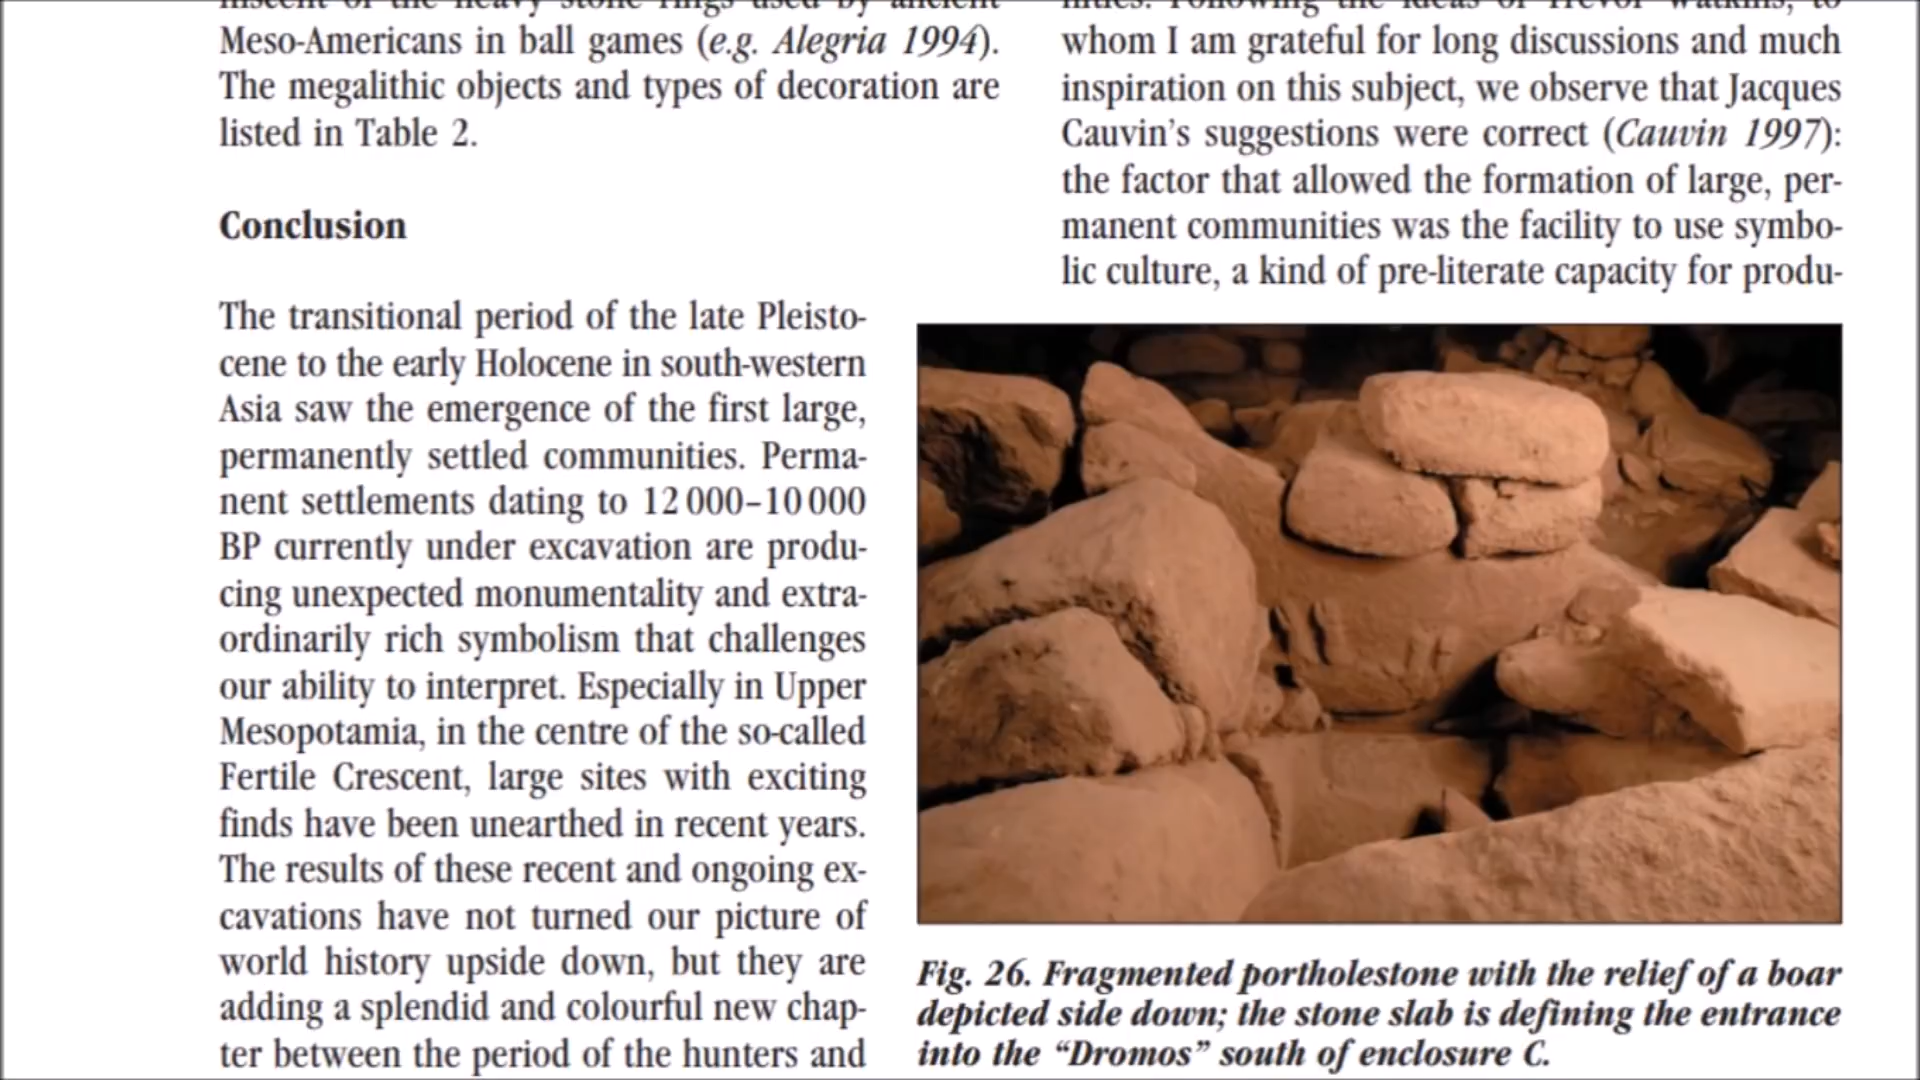 Meso-Americans in ball games (e.g. Alegria 1994).
The megalithic objects and types of decoration are
listed in Table 2.
Conclusion
The transitional period of the late Pleisto-
cene to the early Holocene in south-western
Asia saw the emergence of the first large,
permanently settled communities. Perma-
nent settlements dating to 12 000–10 000
BP currently under excavation are produ-
cing unexpected monumentality and extra-
ordinarily rich symbolism that challenges
our ability to interpret. Especially in Upper
Mesopotamia, in the centre of the so-called
Fertile Crescent, large sites with exciting
finds have been unearthed in recent years.
The results of these recent and ongoing ex-
cavations have not turned our picture of
world history upside down, but they are
adding a splendid and colourful new chap-
ter between the period of the hunters and
whom I am grateful for long discussions and much
inspiration on this subject, we observe that Jacques
Cauvin's suggestions were correct (Cauvin 1997):
the factor that allowed the formation of large, per-
manent communities was the facility to use symbo-
lic culture, a kind of pre-literate capacity for produ-
Fig. 26. Fragmented portholestone with the relief of a boar
depicted side down; the stone slab is defining the entrance
into the “Dromos” south of enclosure C.